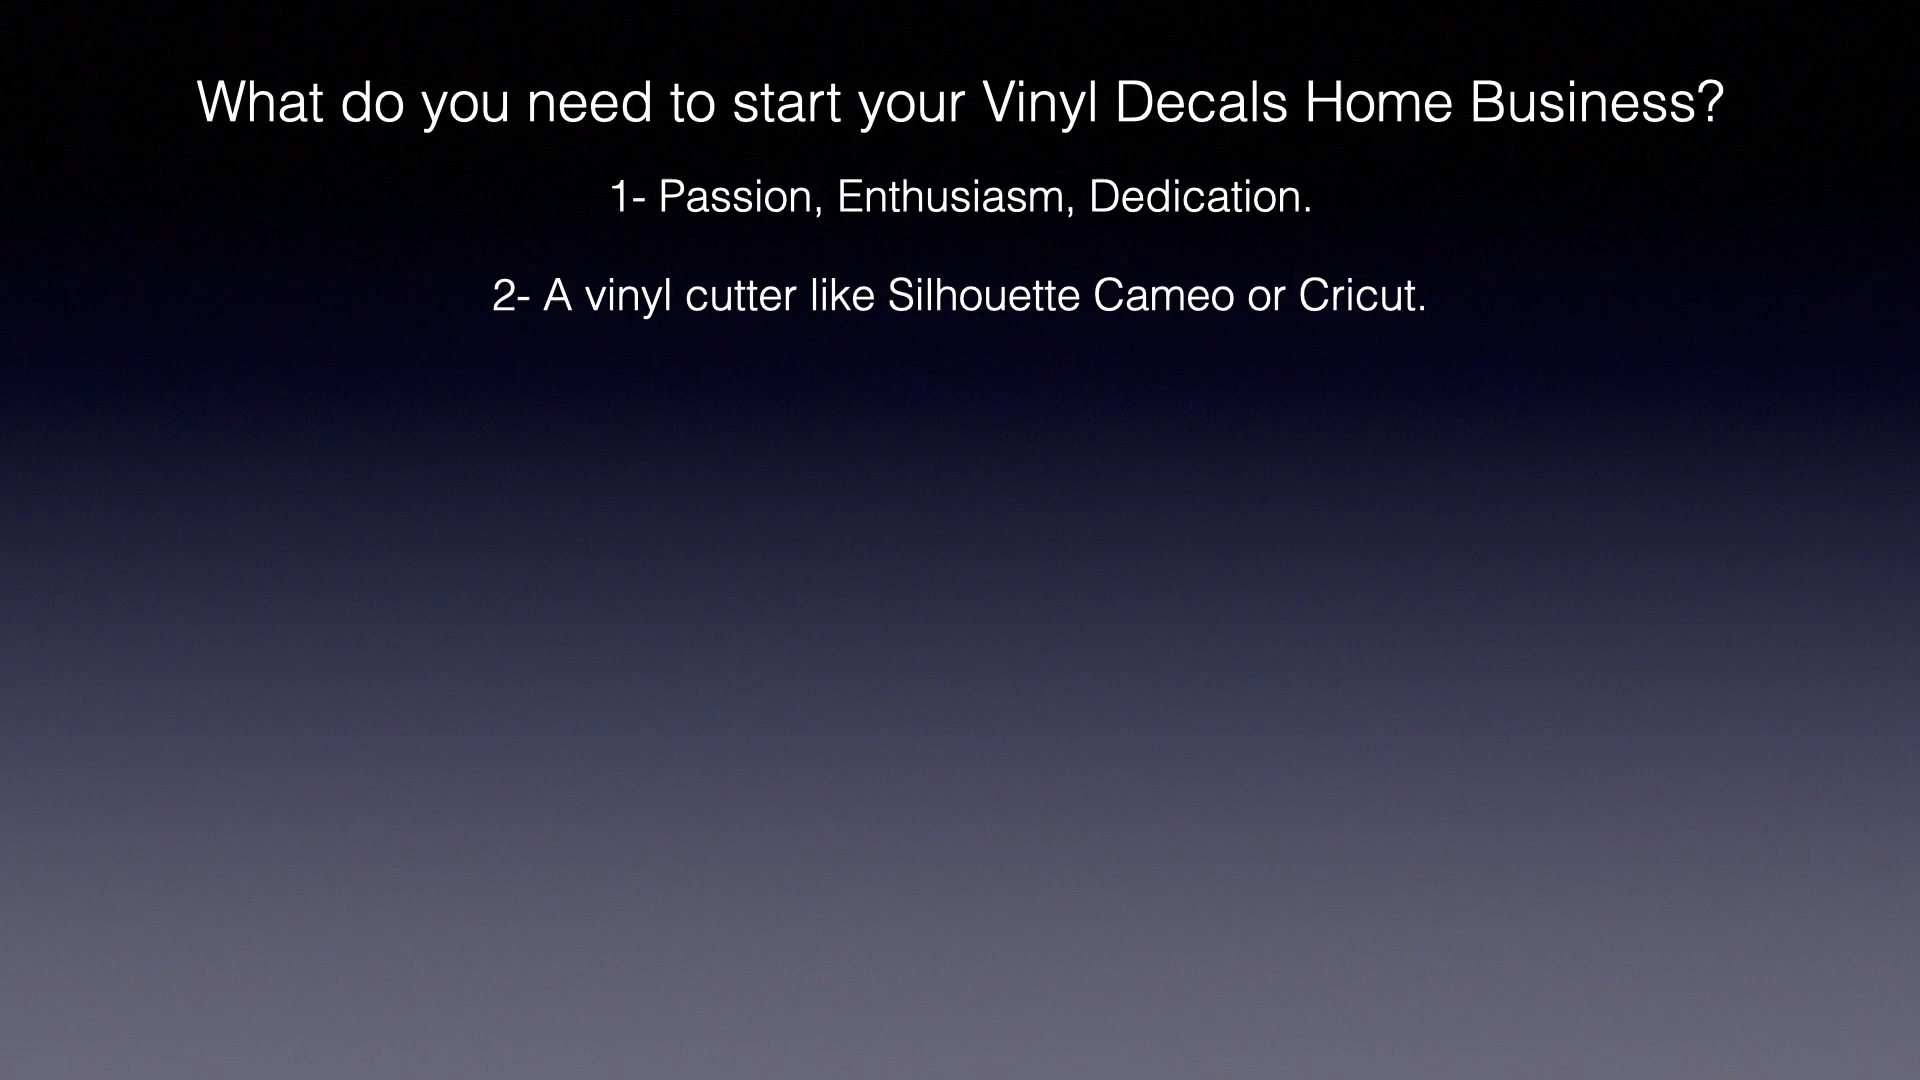 What do you need to start your Vinyl Decals Home Business?
1- Passion, Enthusiasm, Dedication.
2- A vinyl cutter like Silhouette Cameo or Cricut.